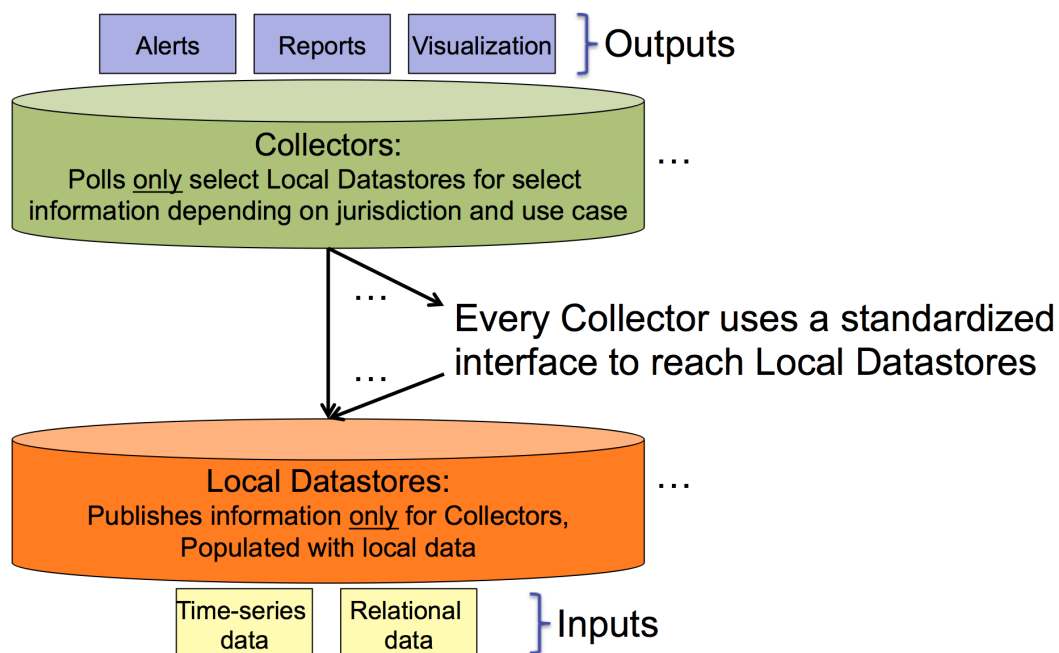 Alerts
Reports
Visualization
Outputs
Collectors:
Polls only select Local Datastores for select
information depending on jurisdiction and use case
...
...
Every Collector uses a standardized
interface to reach Local Datastores
...
Local Datastores:
Publishes information only for Collectors,
Populated with local data
...
Time-series
data
Relational
data
Inputs